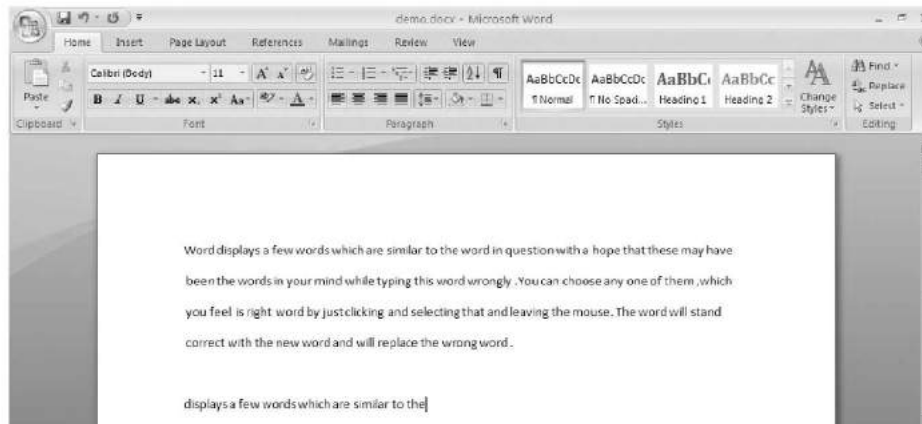 demo.docx - Microsoft Word
Home Insert Page Layout References Mailings Review View
Paste
Calibri (Body) 11
B I U abc x₂ x² Aa A
AaBbCcDc AaBbCcDc AaBbC AaBbCc
¶ Normal ¶ No Spaci... Heading 1 Heading 2
Change Styles
Find
Replace
Select
Clipboard Font Paragraph Styles Editing
Word displays a few words which are similar to the word in question with a hope that these may have
been the words in your mind while typing this word wrongly .You can choose any one of them ,which
you feel is right word by just clicking and selecting that and leaving the mouse. The word will stand
correct with the new word and will replace the wrong word .
displays a few words which are similar to the